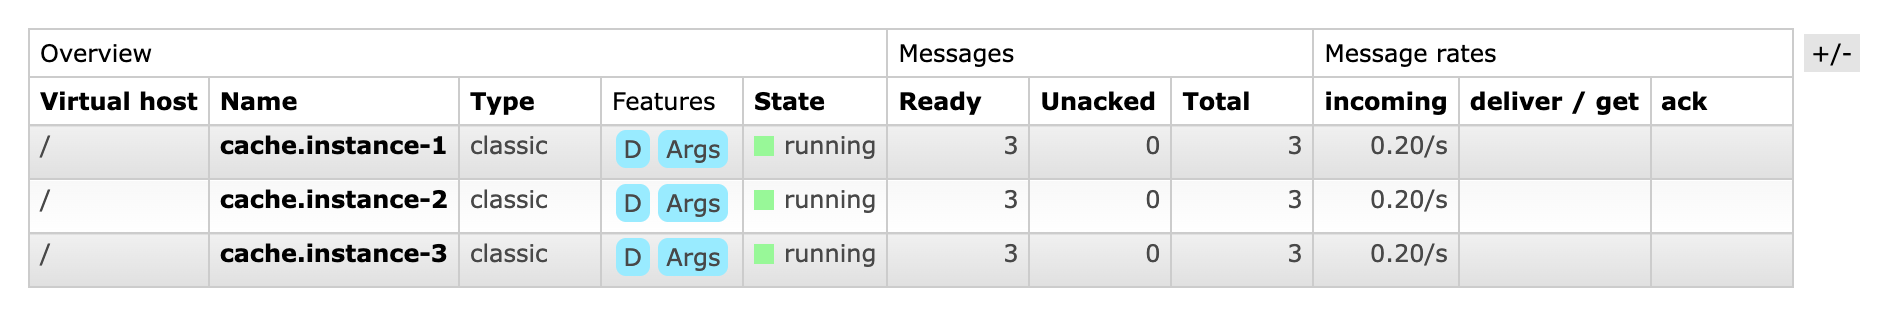 Overview Messages Message rates +/-
Virtual host Name Type Features State Ready Unacked Total incoming deliver / get ack
/ cache.instance-1 classic D Args running 3 0 3 0.20/s
/ cache.instance-2 classic D Args running 3 0 3 0.20/s
/ cache.instance-3 classic D Args running 3 0 3 0.20/s